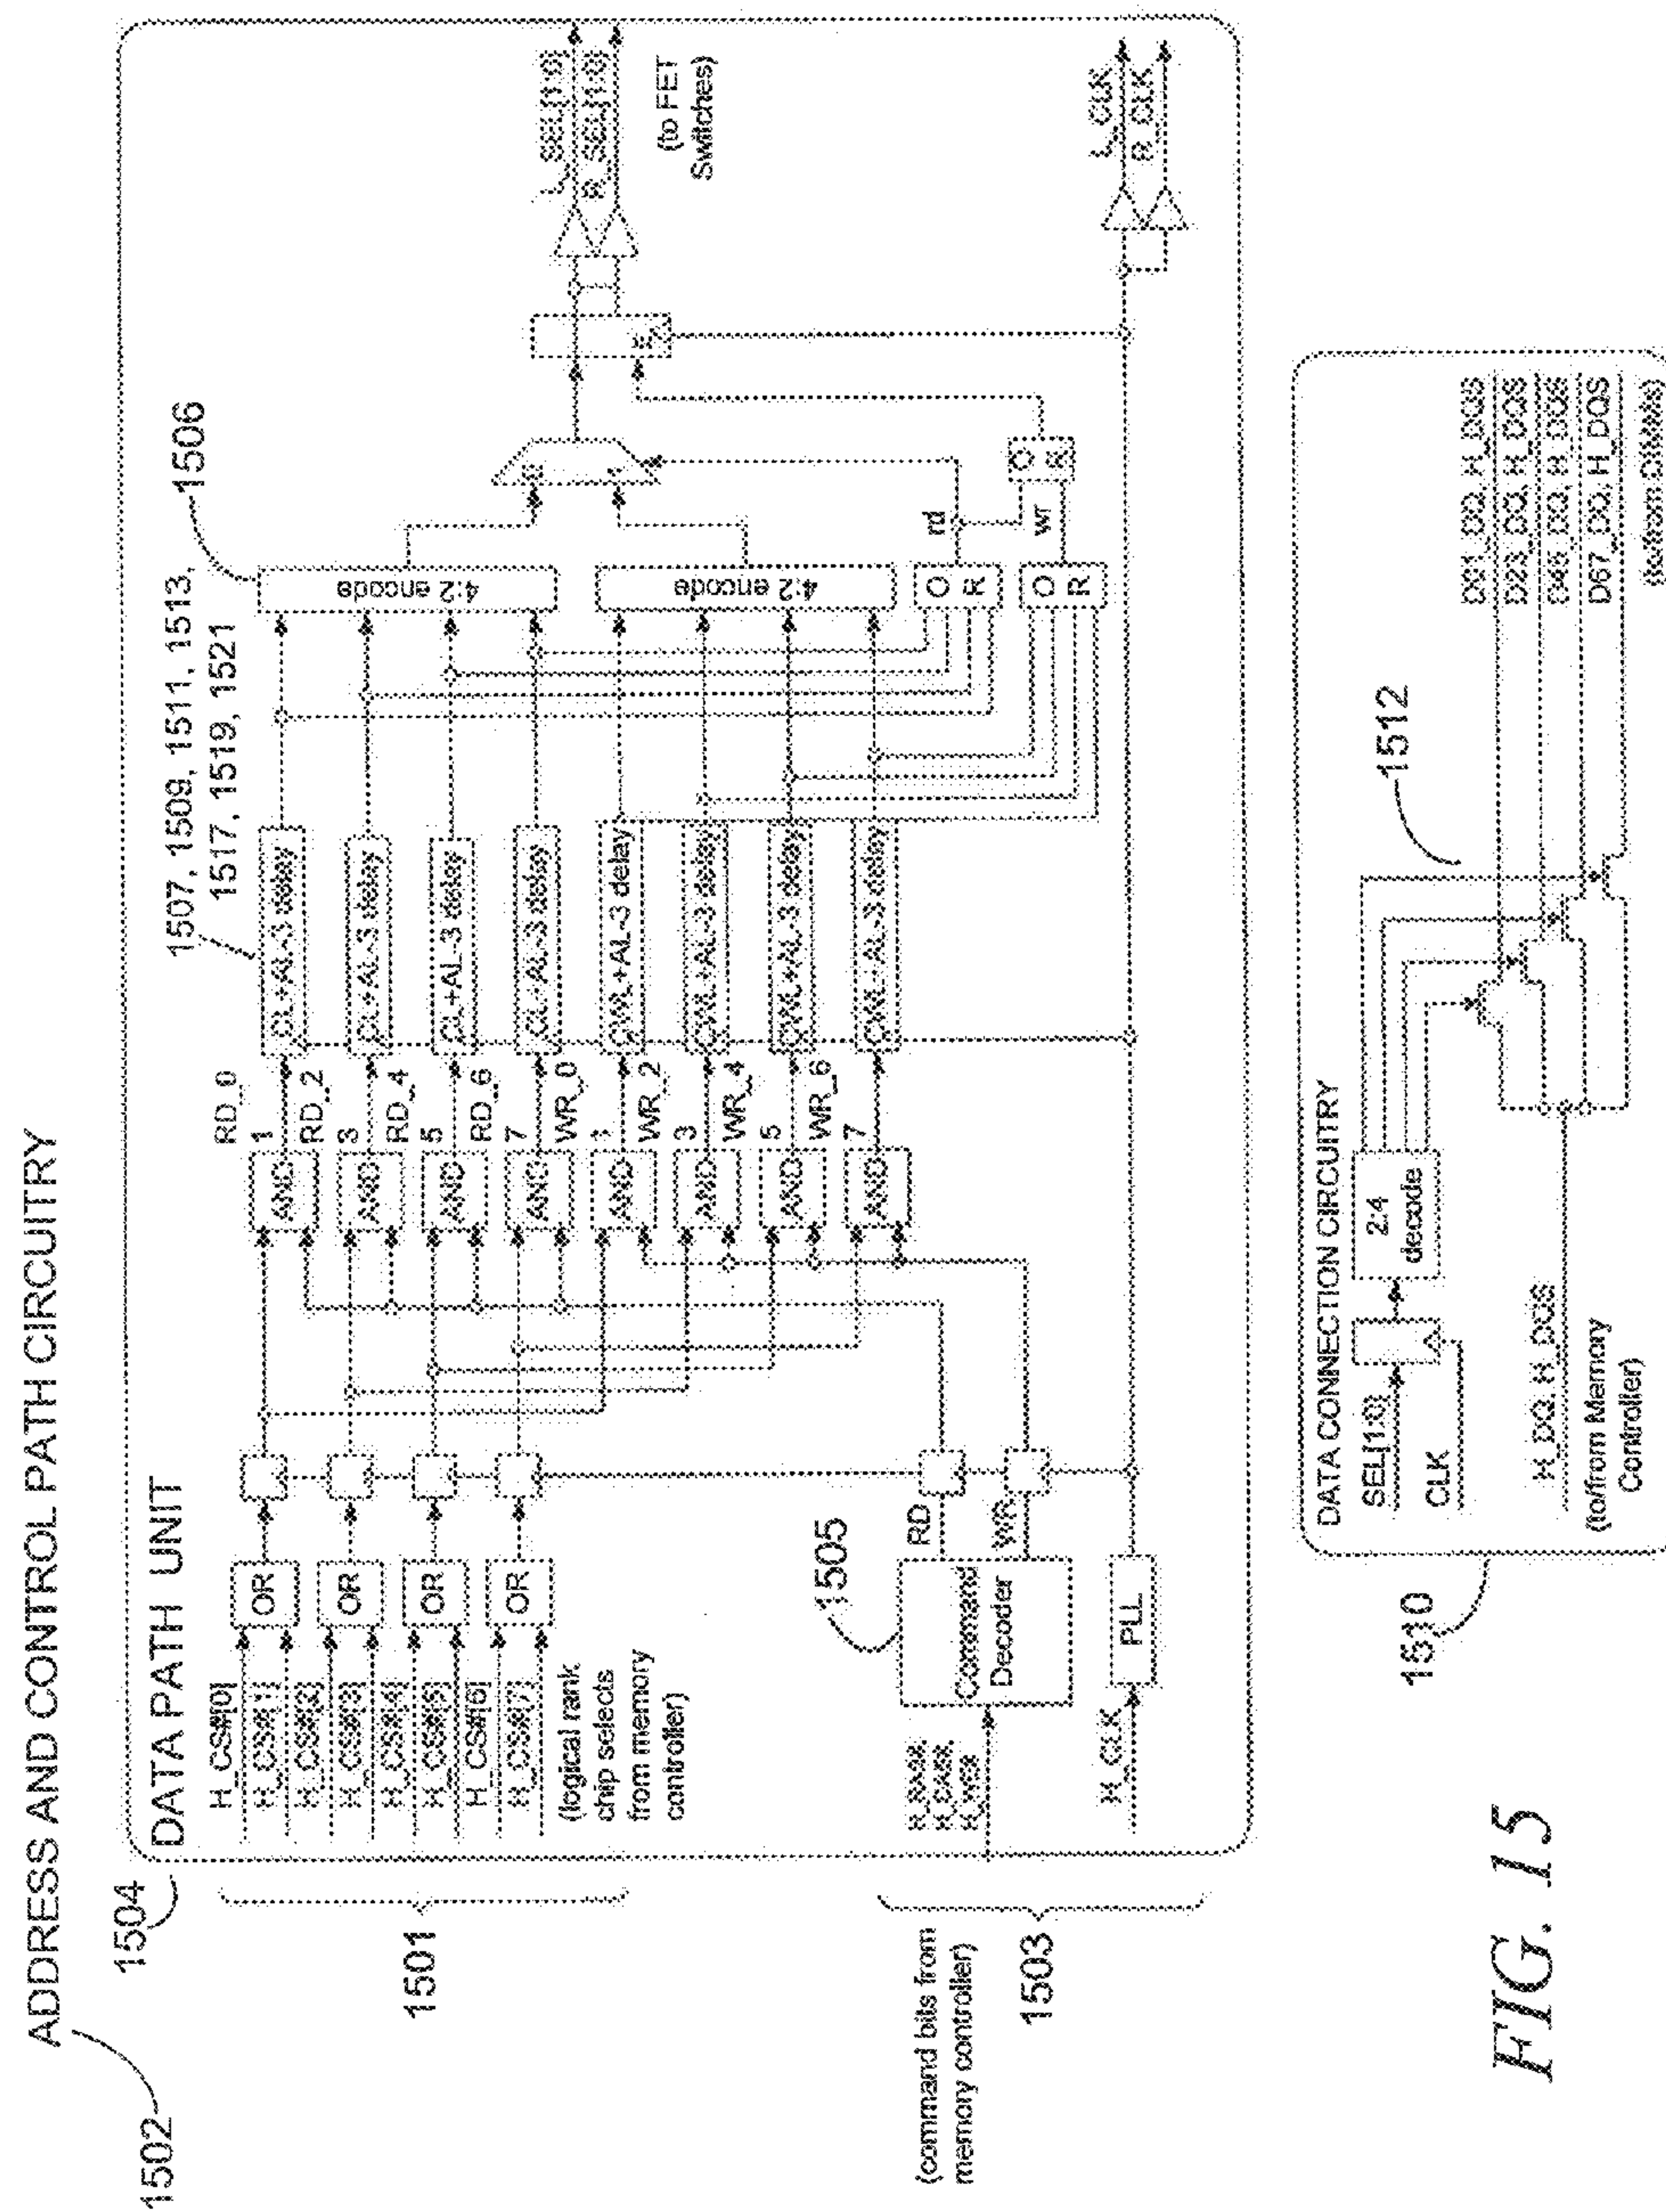 ADDRESS AND CONTROL PATH CIRCUITRY
1502
1504
DATA PATH UNIT
1501
H_CS#[0]
H_CS#[1]
H_CS#[2]
H_CS#[3]
H_CS#[4]
H_CS#[5]
H_CS#[6]
H_CS#[7]
(logical rank
chip selects
from memory
controller)
OR
OR
OR
OR
RD_0
1
RD_2
3
RD_4
5
RD_6
7
WR_0
1
WR_2
3
WR_4
5
WR_6
7
AND
AND
AND
AND
AND
AND
AND
AND
1507, 1509, 1511, 1513,
1517, 1519, 1521
CL+AL-3 delay
CL+AL-3 delay
CL+AL-3 delay
CL+AL-3 delay
CWL+AL-3 delay
CWL+AL-3 delay
CWL+AL-3 delay
CWL+AL-3 delay
1506
4:2 encode
4:2 encode
OR
OR
rd
wr
OR
L_SEL[1:0]
R_SEL[1:0]
(to FET
Switches)
L_CLK
R_CLK
(command bits from
memory controller)
1503
H_RAS#,
H_CAS#,
H_WE#
1505
Command
Decoder
RD
WR
H_CLK
PLL
1510
DATA CONNECTION CIRCUITRY
SEL[1:0]
CLK
2:4
decode
1512
H_DQ, H_DQS
(to/from Memory
Controller)
D01_DQ, H_DQS
D23_DQ, H_DQS
D45_DQ, H_DQS
D67_DQ, H_DQS
(to/from DIMMs)
FIG. 15